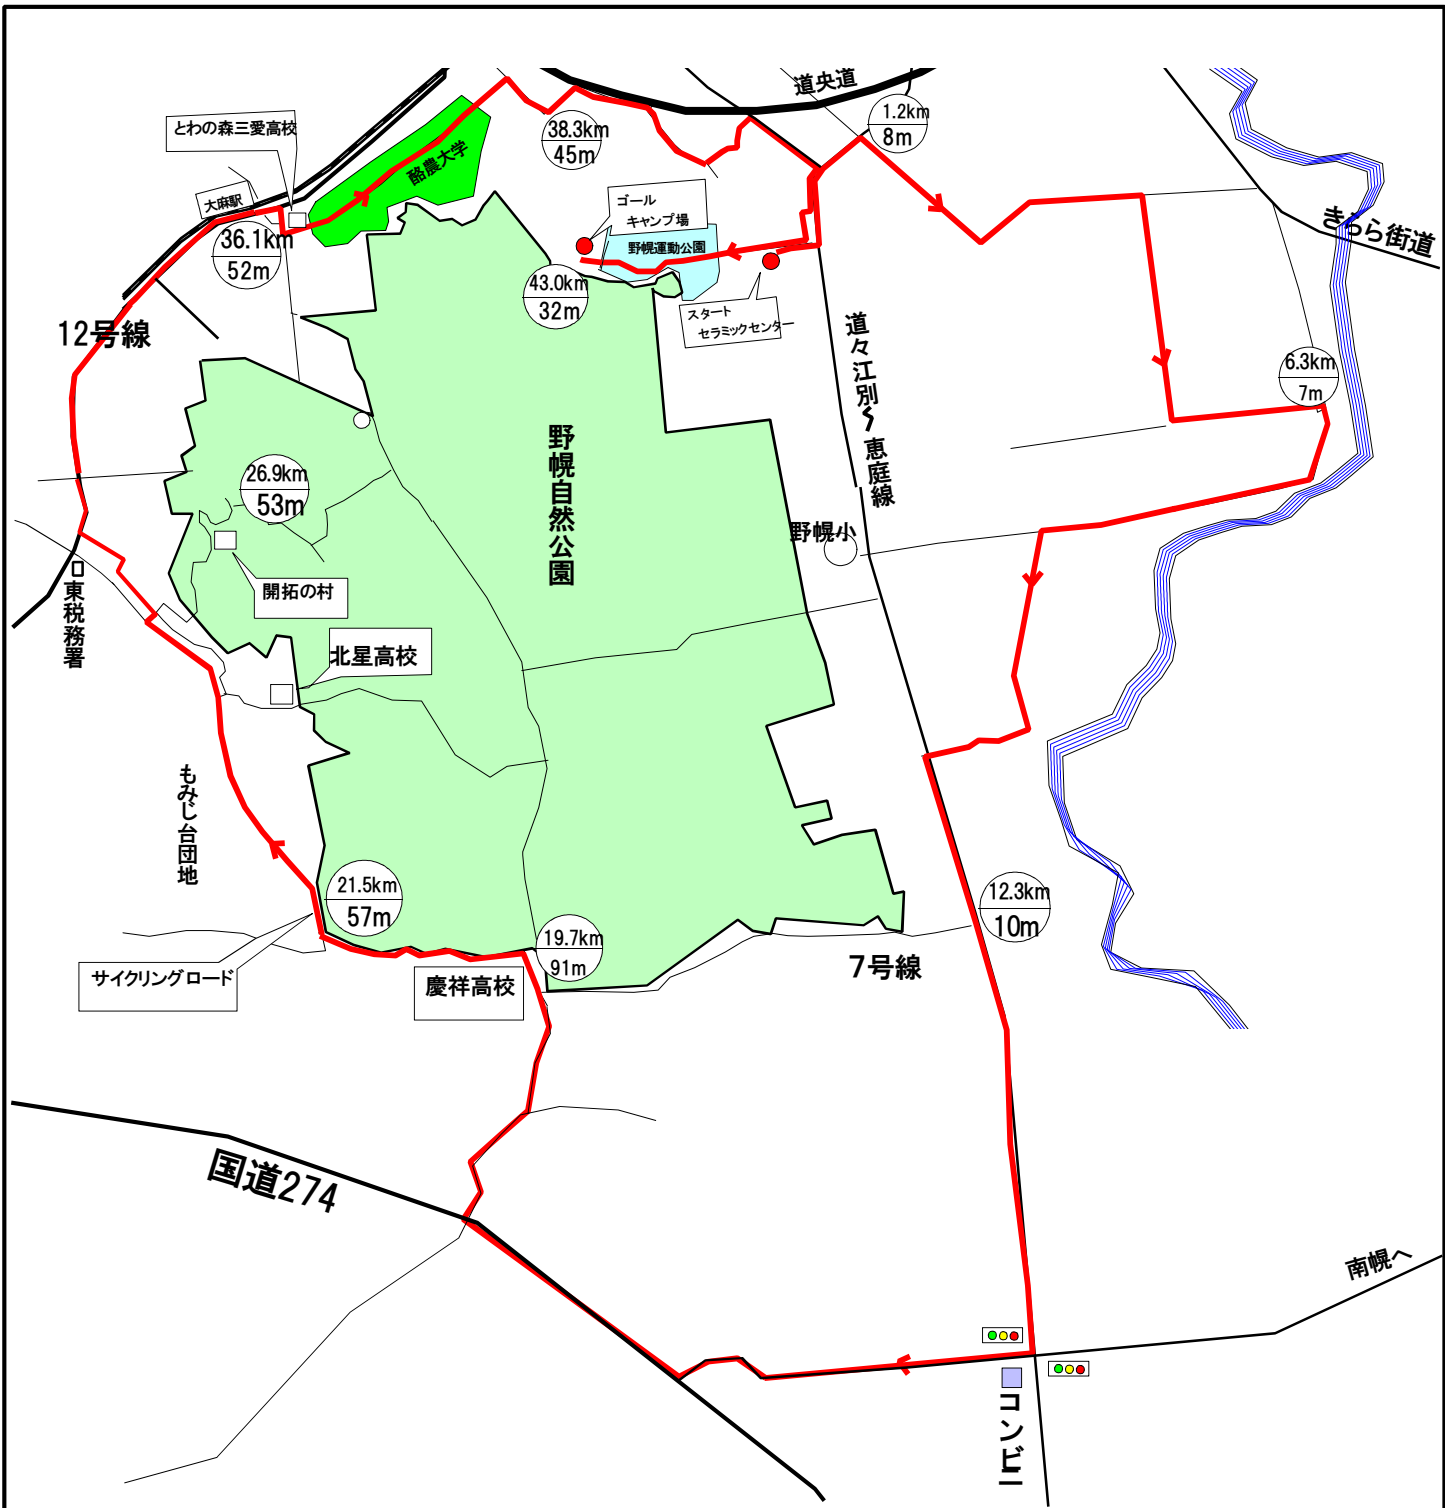 道央道
1.2km
8m
とわの森三愛高校
38.3km
45m
酪農大学
大麻駅
ゴール
キャンプ場
野幌運動公園
きらら街道
36.1km
52m
43.0km
32m
スタート
セラミックセンター
12号線
道々江別〜恵庭線
6.3km
7m
野幌自然公園
26.9km
53m
野幌小
開拓の村
東税務署
北星高校
もみじ台団地
21.5km
57m
12.3km
10m
19.7km
91m
7号線
サイクリングロード
慶祥高校
国道274
南幌へ
コンビニ